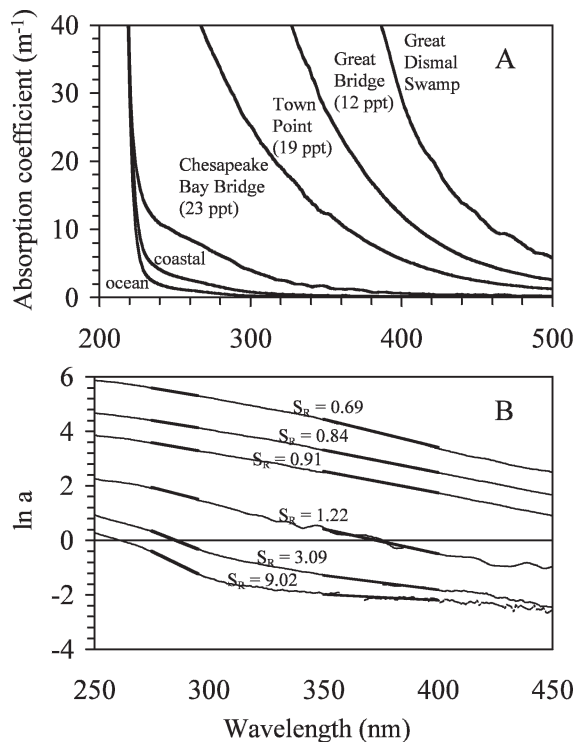 A
Absorption coefficient (m⁻¹)
40
30
20
10
0
Great
Dismal
Swamp
Great
Bridge
(12 ppt)
Town
Point
(19 ppt)
Chesapeake
Bay Bridge
(23 ppt)
coastal
ocean
200 300 400 500
B
ln a
6
4
2
0
-2
-4
S_R = 0.69
S_R = 0.84
S_R = 0.91
S_R = 1.22
S_R = 3.09
S_R = 9.02
250 300 350 400 450
Wavelength (nm)